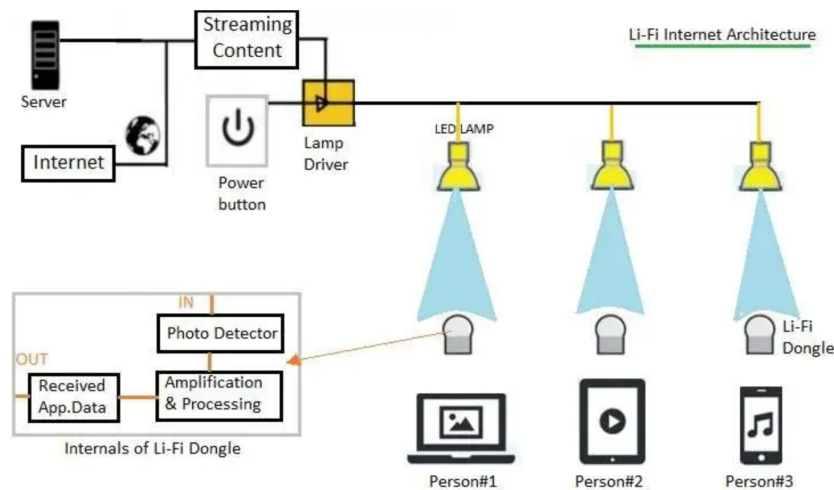 Streaming
Content
Li-Fi Internet Architecture
Server
Internet
Power
button
Lamp
Driver
LED LAMP
IN
Photo Detector
OUT
Received
App.Data
Amplification
& Processing
Internals of Li-Fi Dongle
Li-Fi
Dongle
Person#1
Person#2
Person#3